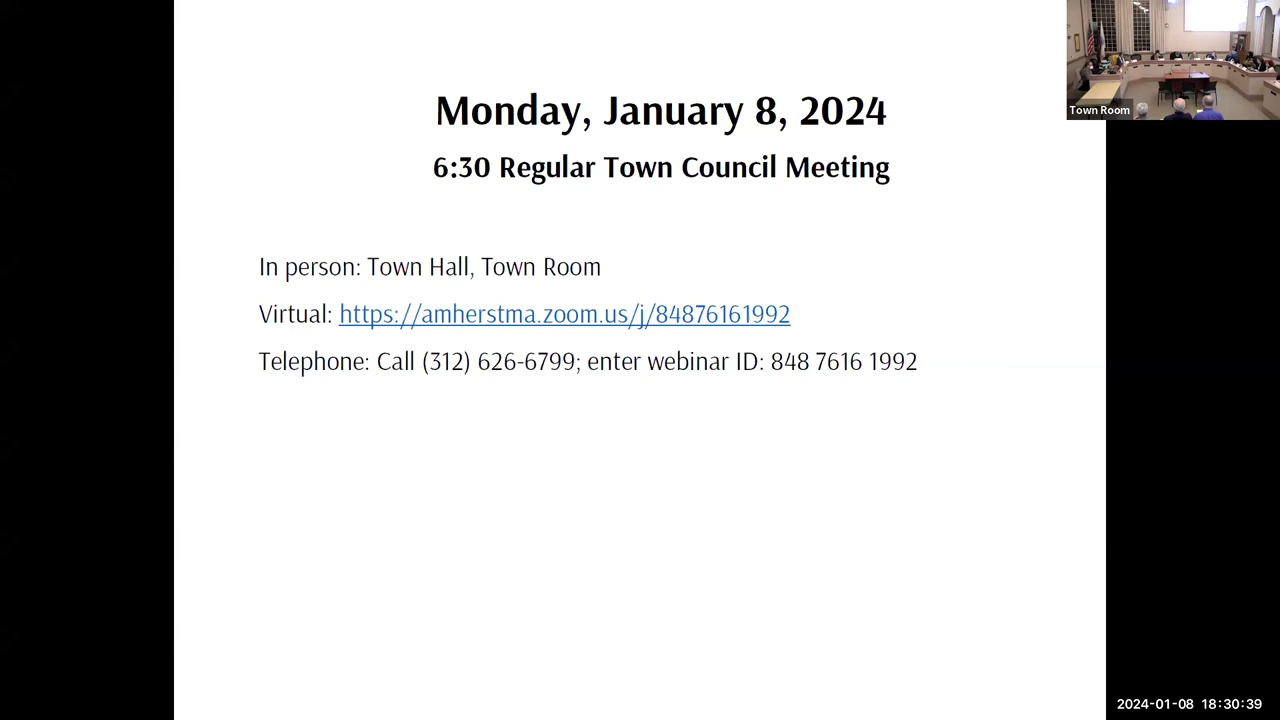 Monday, January 8, 2024
6:30 Regular Town Council Meeting
In person: Town Hall, Town Room
Virtual: https://amherstma.zoom.us/j/84876161992
Telephone: Call (312) 626-6799; enter webinar ID: 848 7616 1992
Town Room
2024-01-08 18:30:39